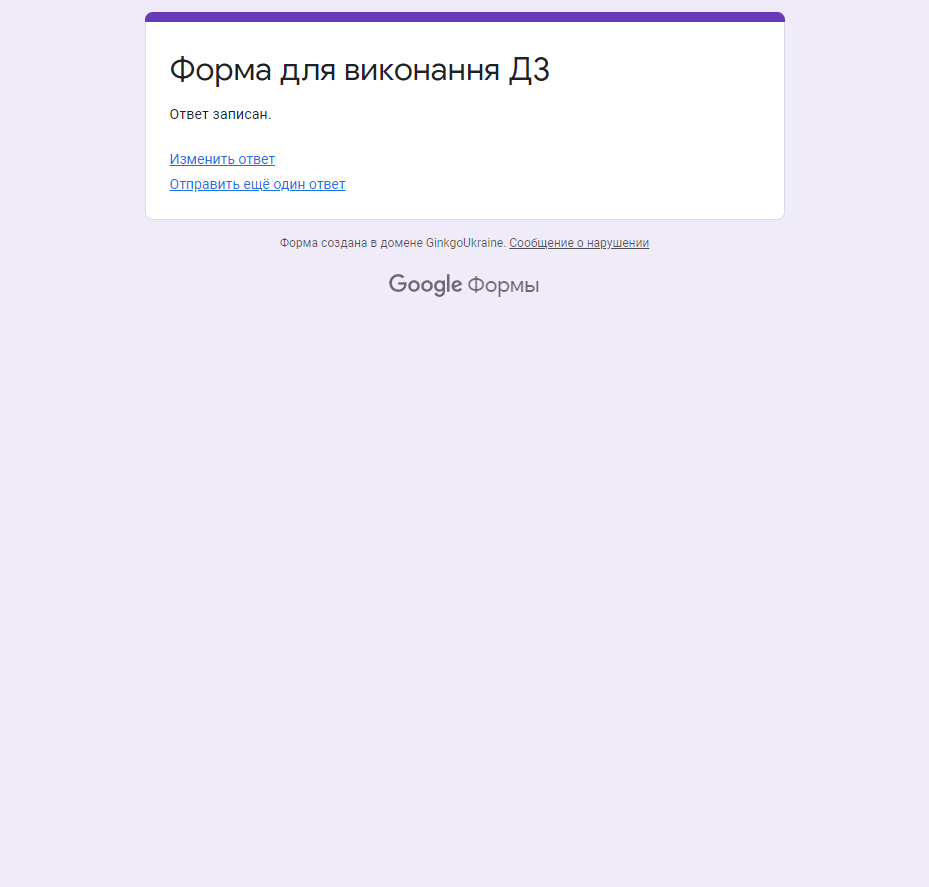 Форма для виконання ДЗ
Ответ записан.
Изменить ответ
Отправить ещё один ответ
Форма создана в домене GinkgoUkraine. Сообщение о нарушении
Google Формы